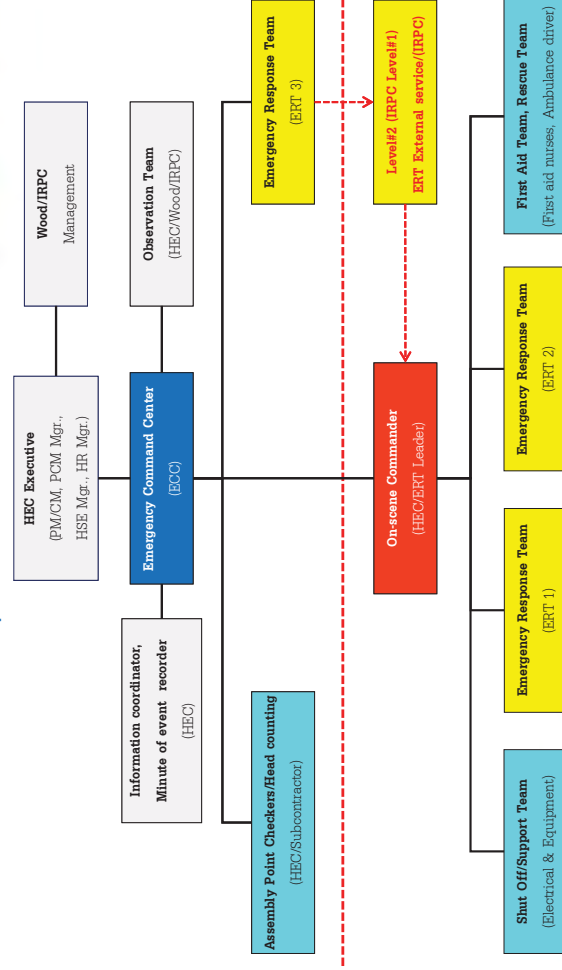 HEC Executive
(PM/CM, PCM Mgr.,
HSE Mgr., HR Mgr.)
Wood/IRPC
Management
Information coordinator,
Minute of event recorder
(HEC)
Emergency Command Center
(ECC)
Observation Team
(HEC/Wood/IRPC)
Assembly Point Checkers/Head counting
(HEC/Subcontractor)
Emergency Response Team
(ERT 3)
On-scene Commander
(HEC/ERT Leader)
Level#2 (IRPC Level#1)
ERT External service/(IRPC)
Shut Off/Support Team
(Electrical & Equipment)
Emergency Response Team
(ERT 1)
Emergency Response Team
(ERT 2)
First Aid Team, Rescue Team
(First aid nurses, Ambulance driver)